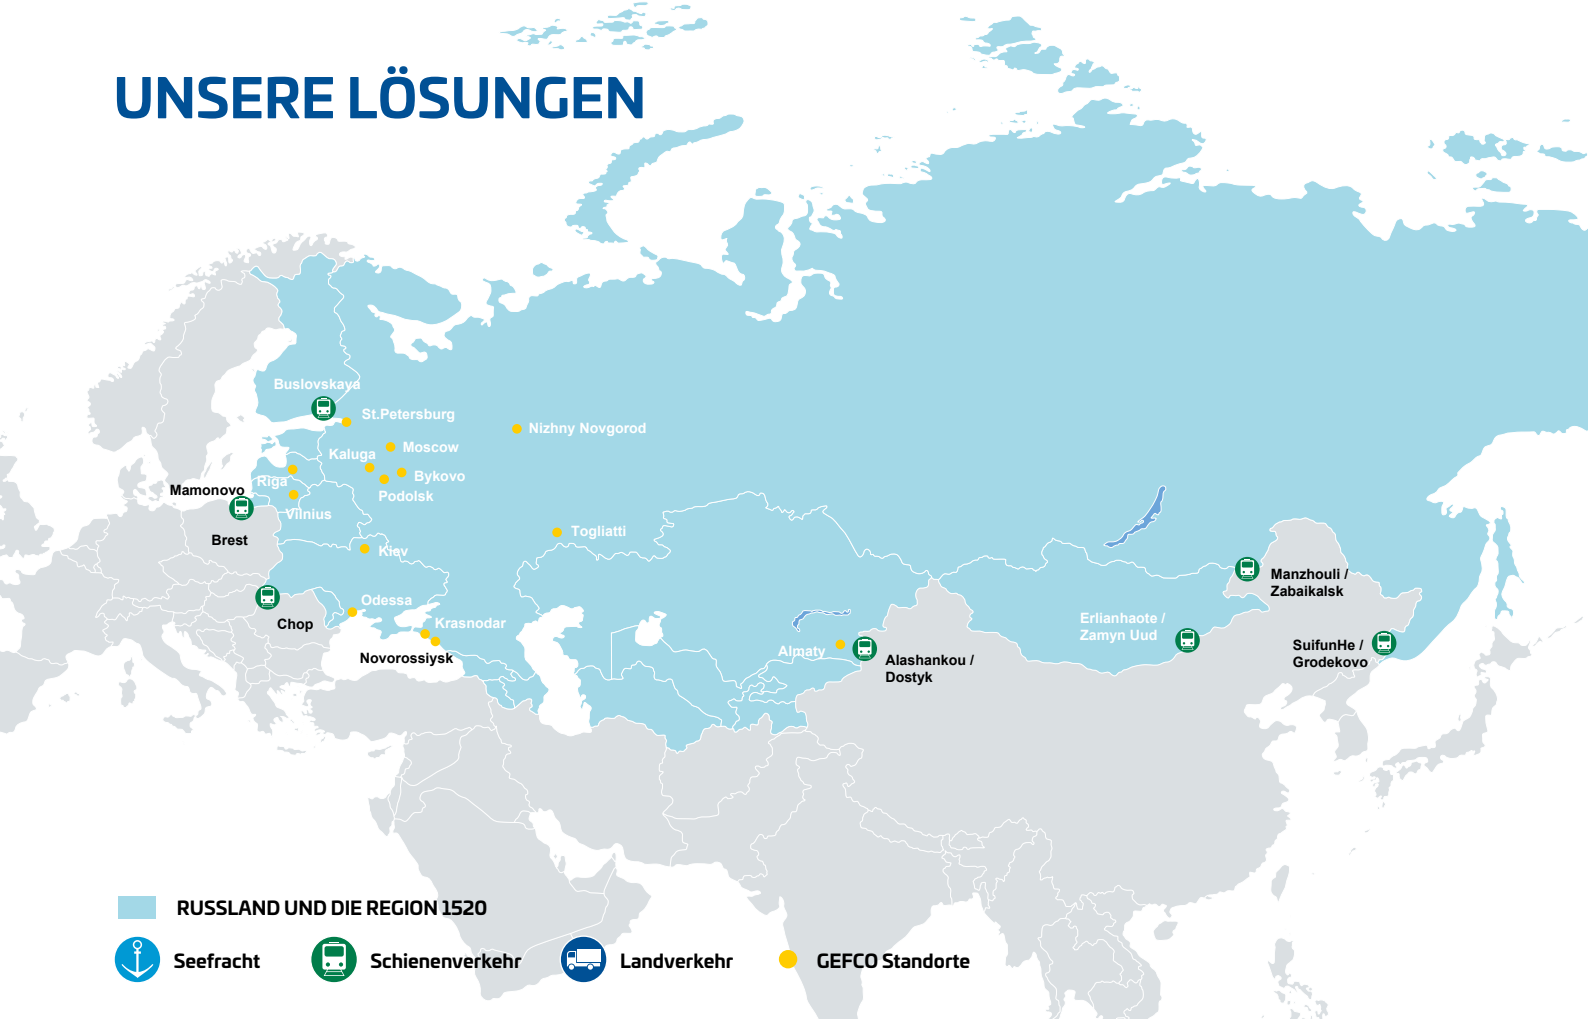 UNSERE LÖSUNGEN
Buslovskaya
St.Petersburg
Nizhny Novgorod
Moscow
Kaluga
Bykovo
Riga
Podolsk
Mamonovo
Vilnius
Togliatti
Brest
Kiev
Manzhouli /
Zabaikalsk
Odessa
Chop
Krasnodar
Erlianhaote /
Zamyn Uud
Novorossiysk
Almaty
SuifunHe /
Grodekovo
Alashankou /
Dostyk
RUSSLAND UND DIE REGION 1520
Seefracht
Schienenverkehr
Landverkehr
GEFCO Standorte